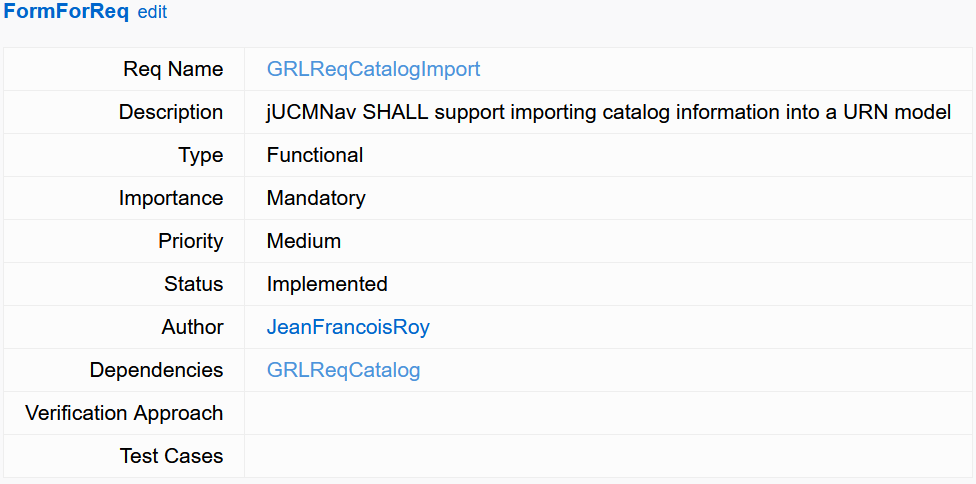 FormForReq edit
Req Name GRLReqCatalogImport
Description jUCMNav SHALL support importing catalog information into a URN model
Type Functional
Importance Mandatory
Priority Medium
Status Implemented
Author JeanFrancoisRoy
Dependencies GRLReqCatalog
Verification Approach
Test Cases